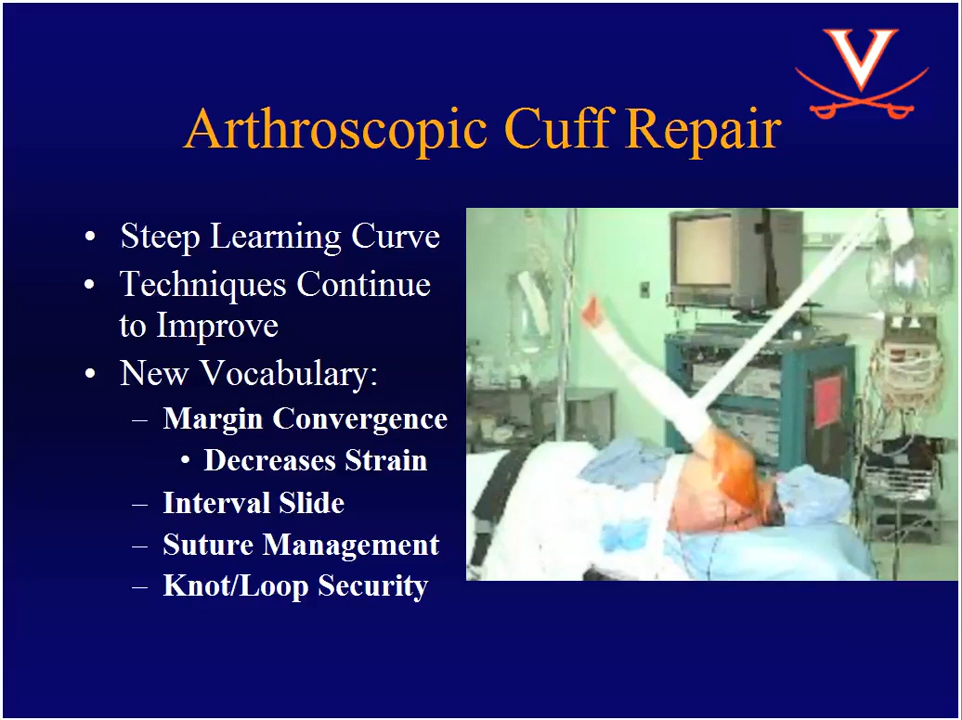 Arthroscopic Cuff Repair
• Steep Learning Curve
• Techniques Continue
to Improve
• New Vocabulary:
– Margin Convergence
• Decreases Strain
– Interval Slide
– Suture Management
– Knot/Loop Security